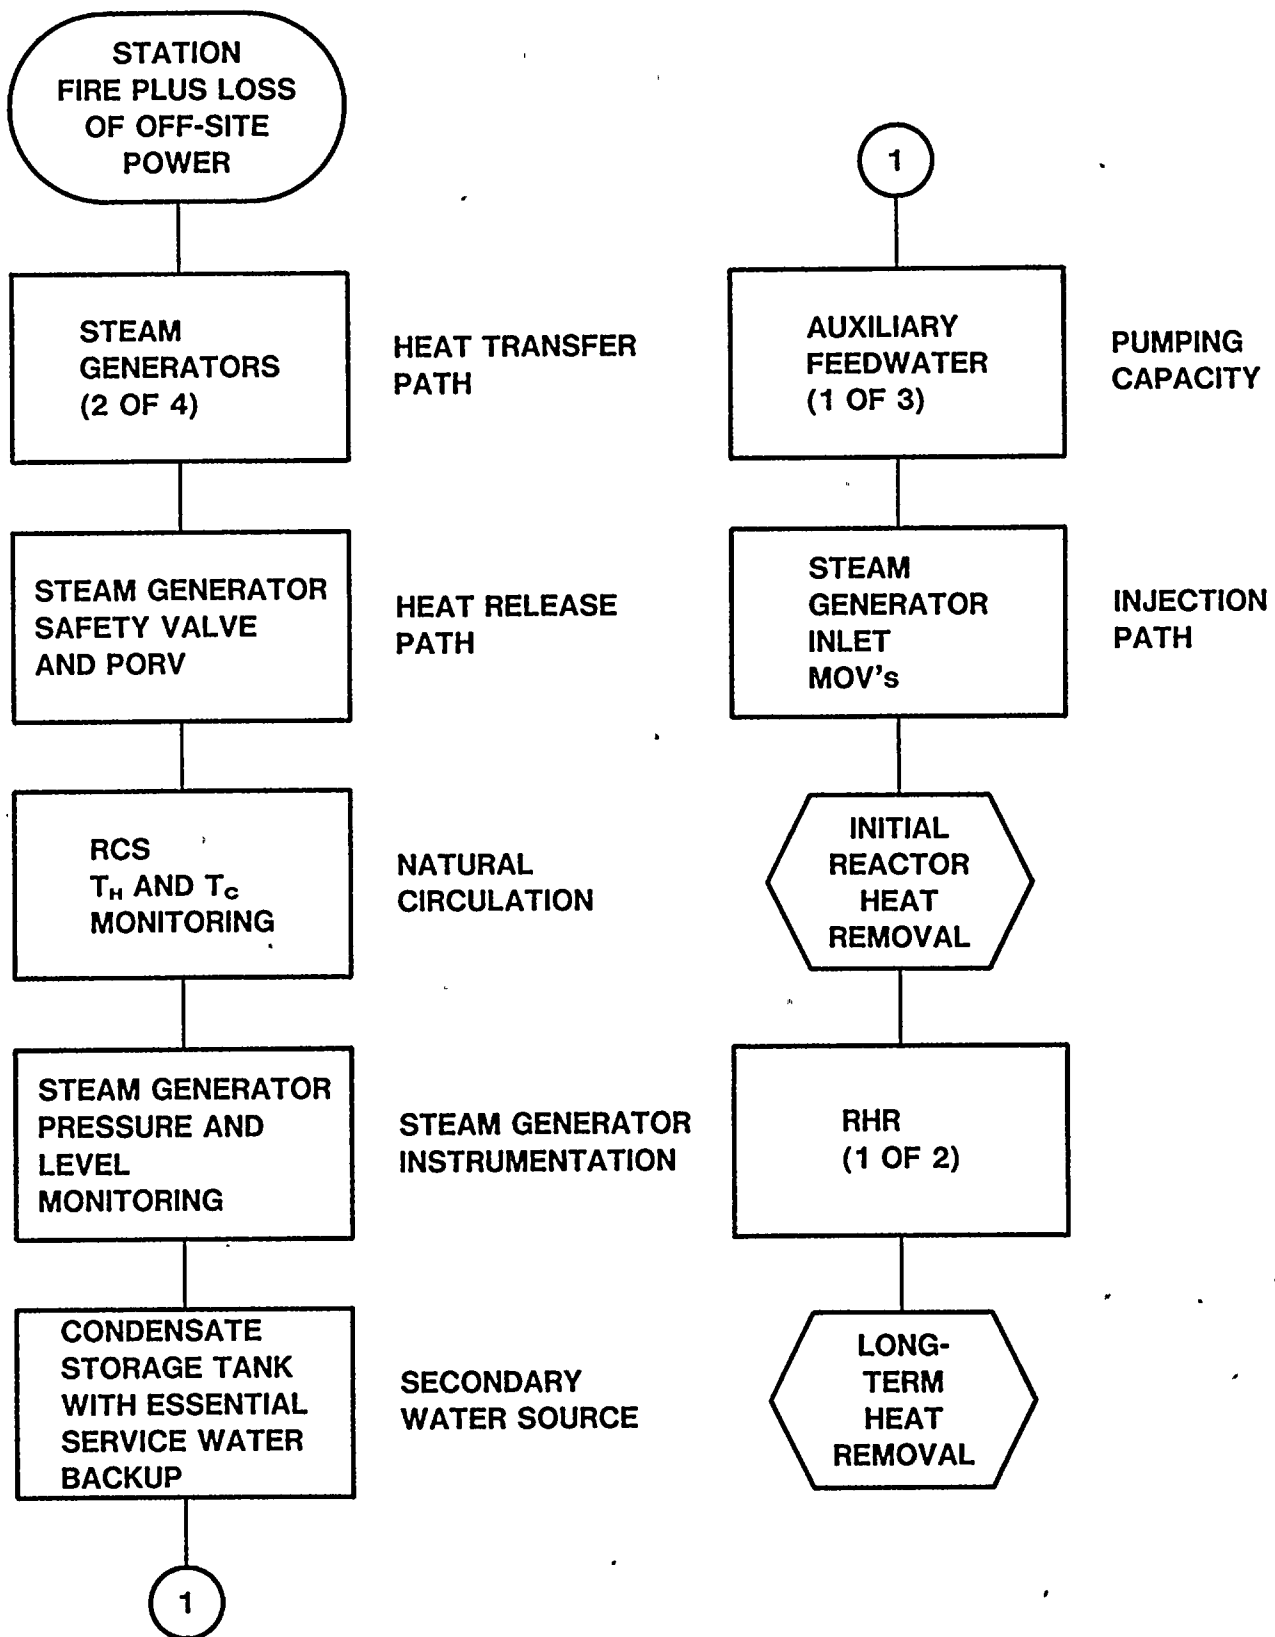 STATION
FIRE PLUS LOSS
OF OFF-SITE
POWER
STEAM
GENERATORS
(2 OF 4)
HEAT TRANSFER
PATH
STEAM GENERATOR
SAFETY VALVE
AND PORV
HEAT RELEASE
PATH
RCS
T_H AND T_C
MONITORING
NATURAL
CIRCULATION
STEAM GENERATOR
PRESSURE AND
LEVEL
MONITORING
STEAM GENERATOR
INSTRUMENTATION
CONDENSATE
STORAGE TANK
WITH ESSENTIAL
SERVICE WATER
BACKUP
SECONDARY
WATER SOURCE
1
1
AUXILIARY
FEEDWATER
(1 OF 3)
PUMPING
CAPACITY
STEAM
GENERATOR
INLET
MOV's
INJECTION
PATH
INITIAL
REACTOR
HEAT
REMOVAL
RHR
(1 OF 2)
LONG-
TERM
HEAT
REMOVAL